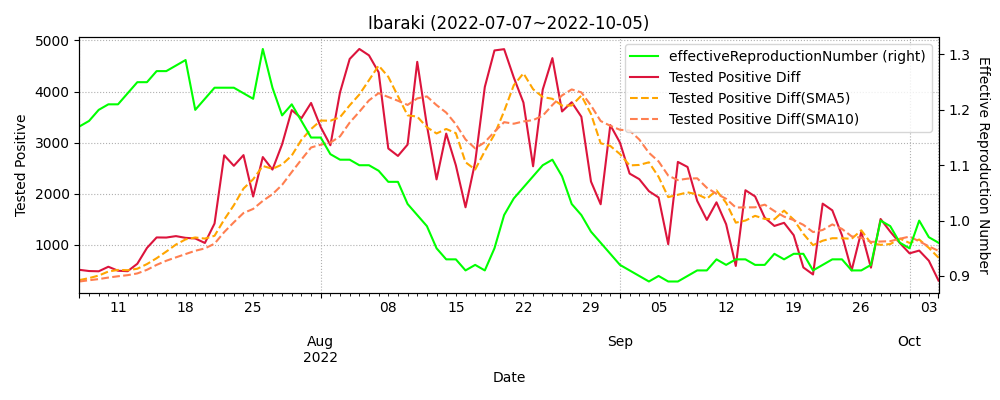 Ibaraki (2022-07-07~2022-10-05)
effectiveReproductionNumber (right)
Tested Positive Diff
Tested Positive Diff(SMA5)
Tested Positive Diff(SMA10)
Tested Positive
5000
4000
3000
2000
1000
1.3
1.2
1.1
1.0
0.9
Effective Reproduction Number
11 18 25 08 15 22 29 05 12 19 26 03
Aug Sep Oct
2022
Date